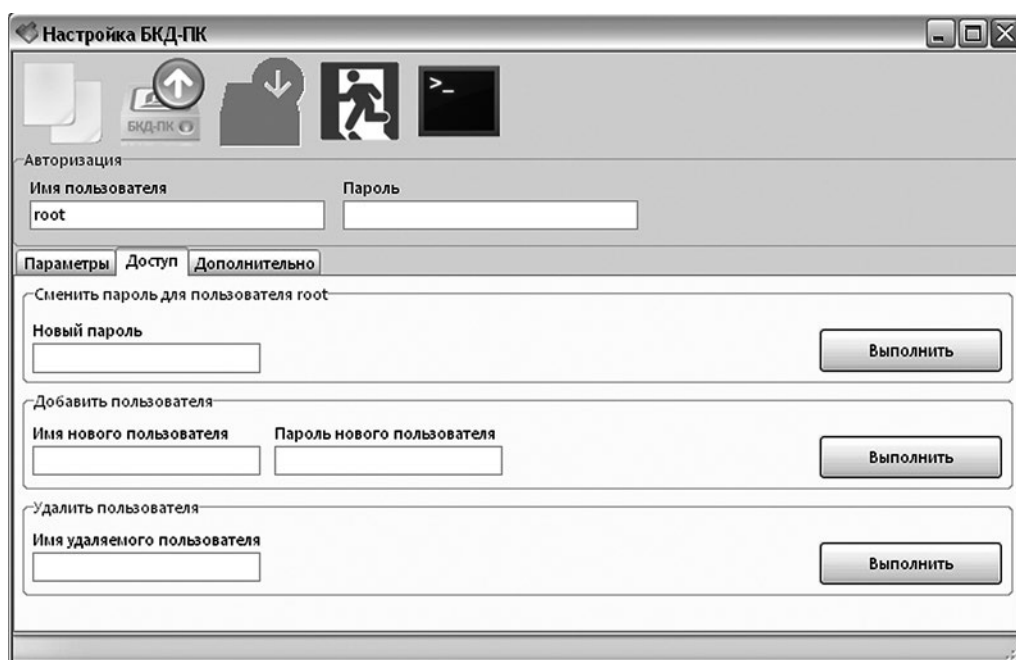 Настройка БКД-ПК
БКД-ПК
>_
Авторизация
Имя пользователя Пароль
root
Параметры Доступ Дополнительно
Сменить пароль для пользователя root
Новый пароль
Выполнить
Добавить пользователя
Имя нового пользователя Пароль нового пользователя
Выполнить
Удалить пользователя
Имя удаляемого пользователя
Выполнить